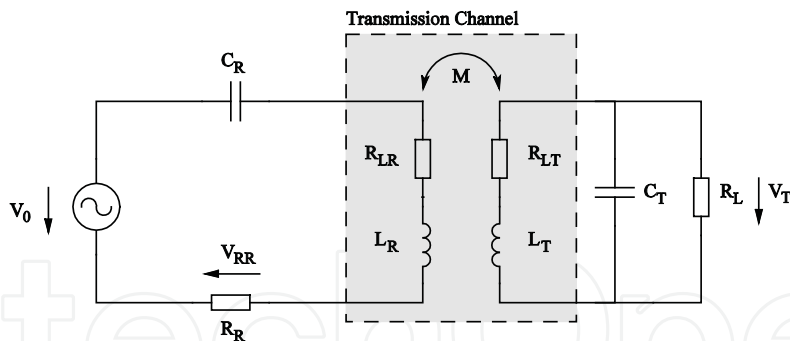 Transmission Channel
C_R
M
R_LR
R_LT
C_T
R_L
V_T
V_0
V_RR
L_R
L_T
R_R